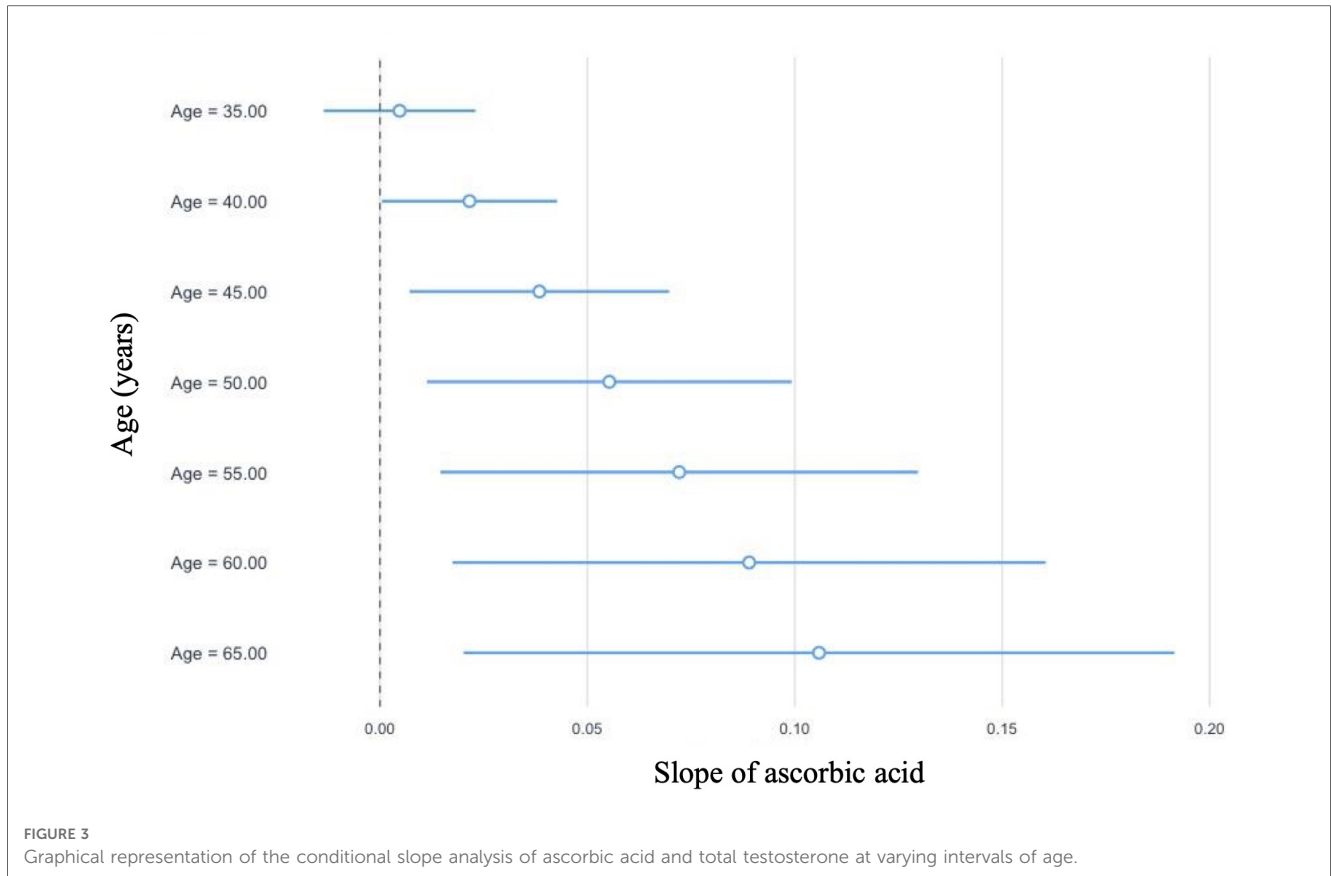 Age = 35.00
Age = 40.00
Age = 45.00
Age = 50.00
Age = 55.00
Age = 60.00
Age = 65.00
Age (years)
0.00 0.05 0.10 0.15 0.20
Slope of ascorbic acid
FIGURE 3
Graphical representation of the conditional slope analysis of ascorbic acid and total testosterone at varying intervals of age.